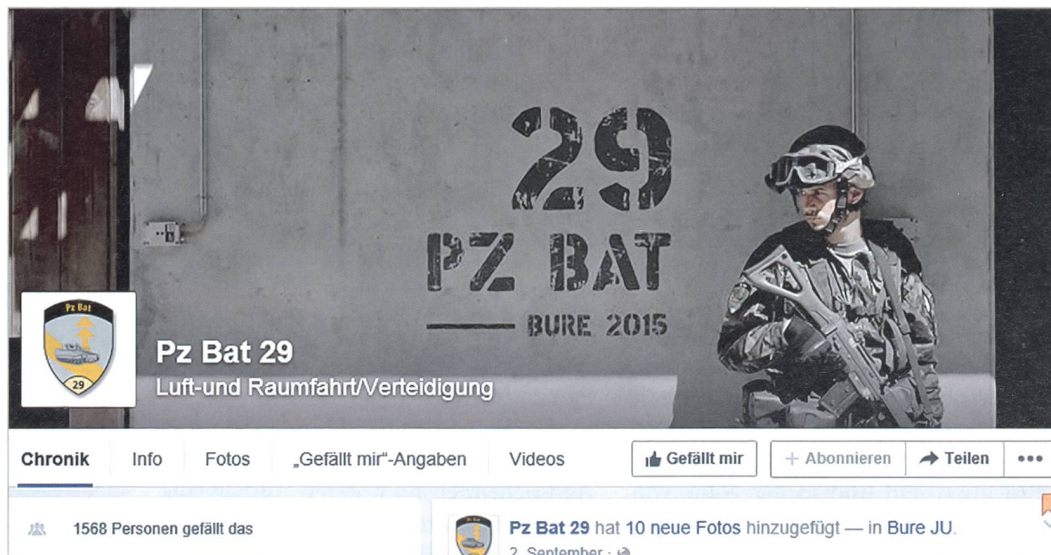 29
PZ BAT
BURE 2015
Pz Bat
29
Pz Bat 29
Luft-und Raumfahrt/Verteidigung
Chronik Info Fotos „Gefällt mir“-Angaben Videos Gefällt mir + Abonnieren Teilen
1568 Personen gefällt das
Pz Bat 29 hat 10 neue Fotos hinzugefügt — in Bure JU.
2. September ·